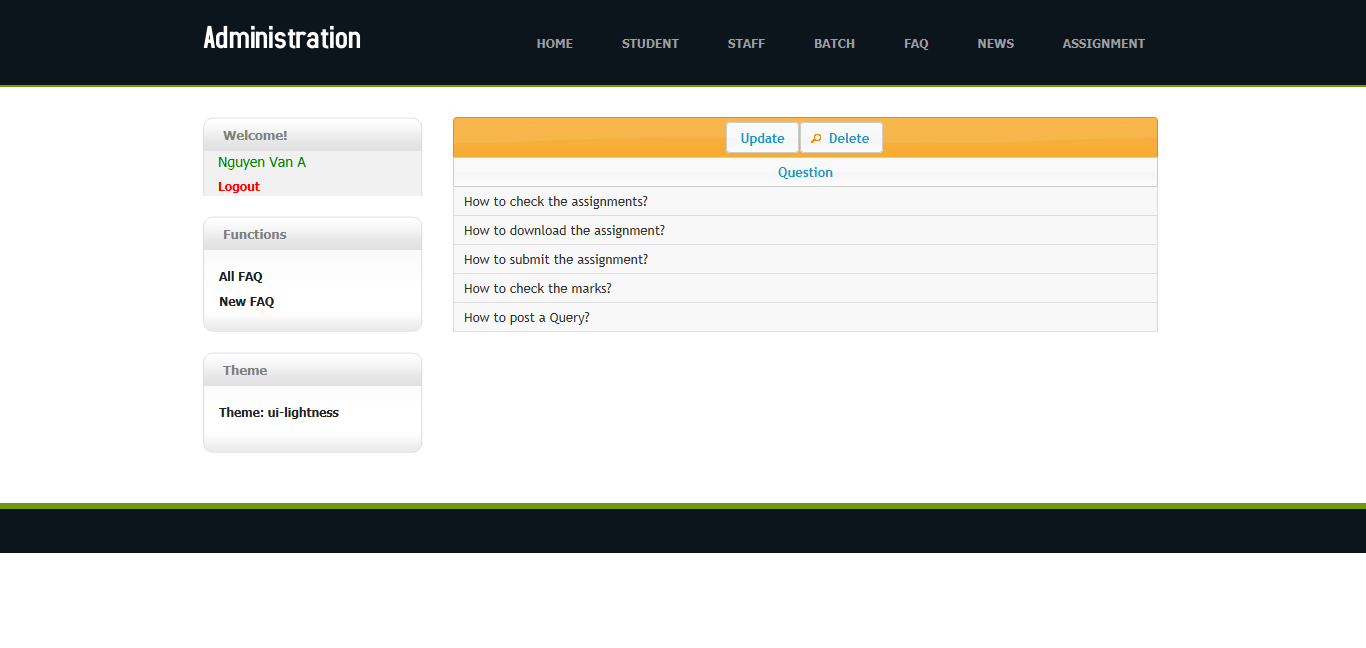 Administration
HOME STUDENT STAFF BATCH FAQ NEWS ASSIGNMENT
Welcome!
Nguyen Van A
Logout
Functions
All FAQ
New FAQ
Theme
Theme: ui-lightness
Update Delete
Question
How to check the assignments?
How to download the assignment?
How to submit the assignment?
How to check the marks?
How to post a Query?